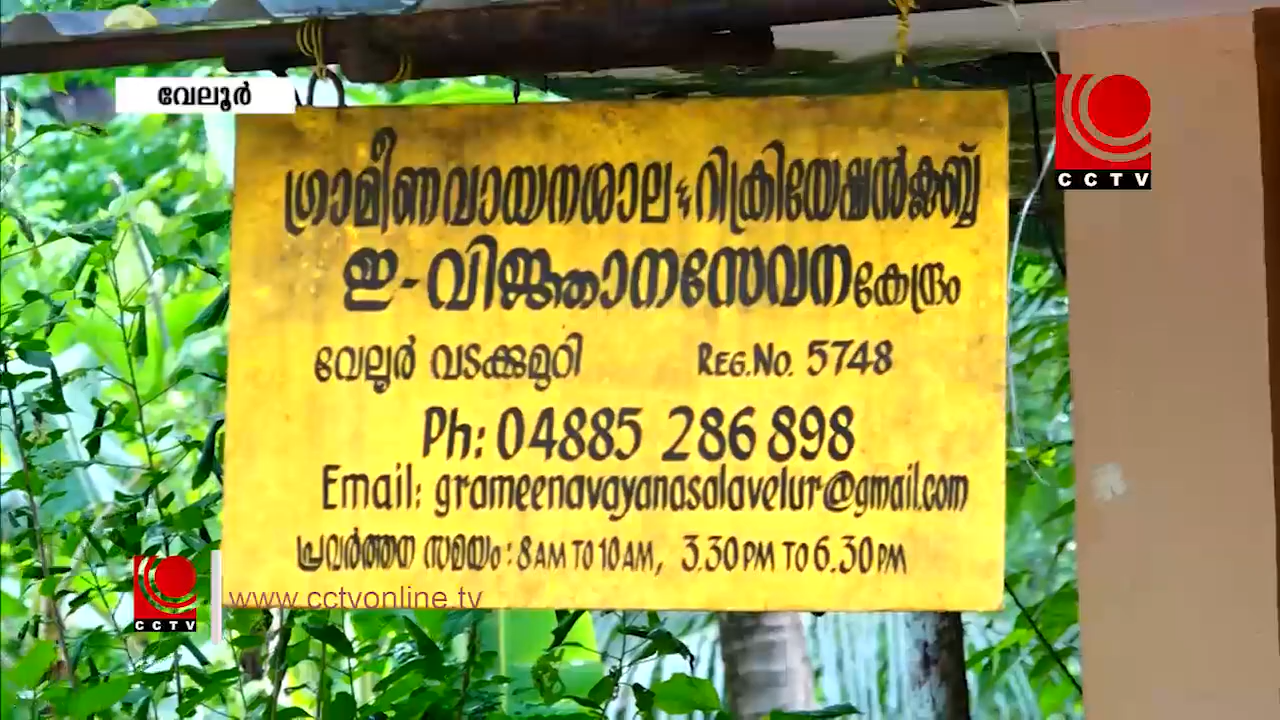 വേലൂർ
ഗ്രാമീണവായനശാല & റിക്രിയേഷൻക്ലബ്ബ്
ഇ-വിജ്ഞാനസേവനകേന്ദ്രം
വേലൂർ വടക്കുമുറി REG.NO. 5748
Ph: 04885 286 898
Email: grameenavayanasalavelur@gmail.com
പ്രവർത്തന സമയം : 8AM TO 10AM, 3.30PM TO 6.30PM
CCTV
CCTV
www.cctvonline.tv